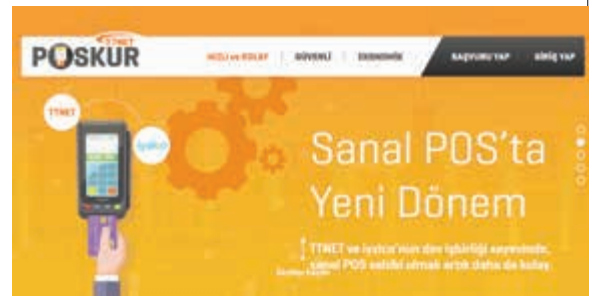 TTNET
POSKUR
HIZLI ve KOLAY
GÜVENLİ
EKONOMİK
BAŞVURU YAP
GİRİŞ YAP
TTNET
iyzico
Sanal POS'ta
Yeni Dönem
TTNET ve iyzico'nun dev işbirliği sayesinde,
sanal POS sahibi olmak artık daha da kolay.